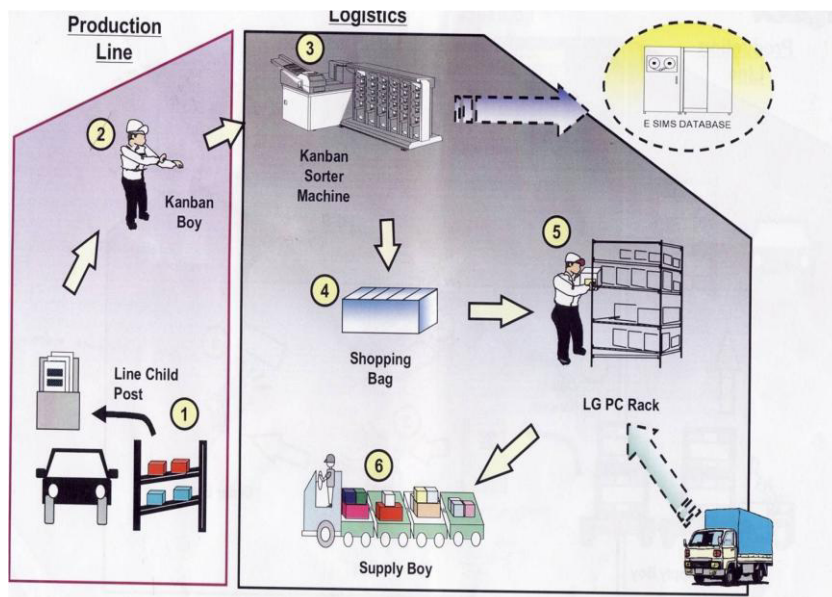 Production
Line
Logistics
3
E SIMS DATABASE
2
Kanban
Boy
Kanban
Sorter
Machine
5
4
Shopping
Bag
Line Child
Post
1
LG PC Rack
6
Supply Boy